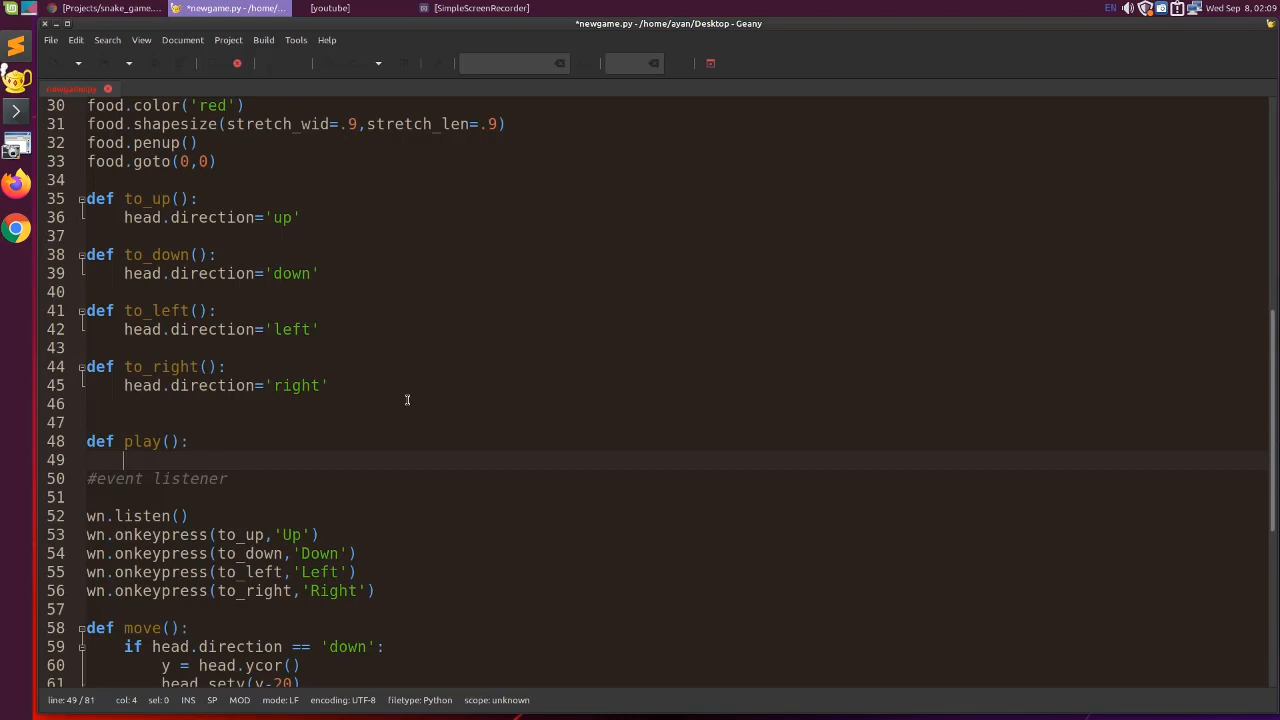 [Projects/snake_game....
*newgame.py - /home/...
[youtube]
[SimpleScreenRecorder]
EN
Wed Sep 8, 02:09
*newgame.py - /home/ayan/Desktop - Geany
File Edit Search View Document Project Build Tools Help
newgame.py
30 food.color('red')
31 food.shapesize(stretch_wid=.9,stretch_len=.9)
32 food.penup()
33 food.goto(0,0)
34
35 def to_up():
36     head.direction='up'
37
38 def to_down():
39     head.direction='down'
40
41 def to_left():
42     head.direction='left'
43
44 def to_right():
45     head.direction='right'
46
47
48 def play():
49
50 #event listener
51
52 wn.listen()
53 wn.onkeypress(to_up,'Up')
54 wn.onkeypress(to_down,'Down')
55 wn.onkeypress(to_left,'Left')
56 wn.onkeypress(to_right,'Right')
57
58 def move():
59     if head.direction == 'down':
60         y = head.ycor()
61         head.sety(y-20)
line: 49 / 81 col: 4 sel: 0 INS SP MOD mode: LF encoding: UTF-8 filetype: Python scope: unknown